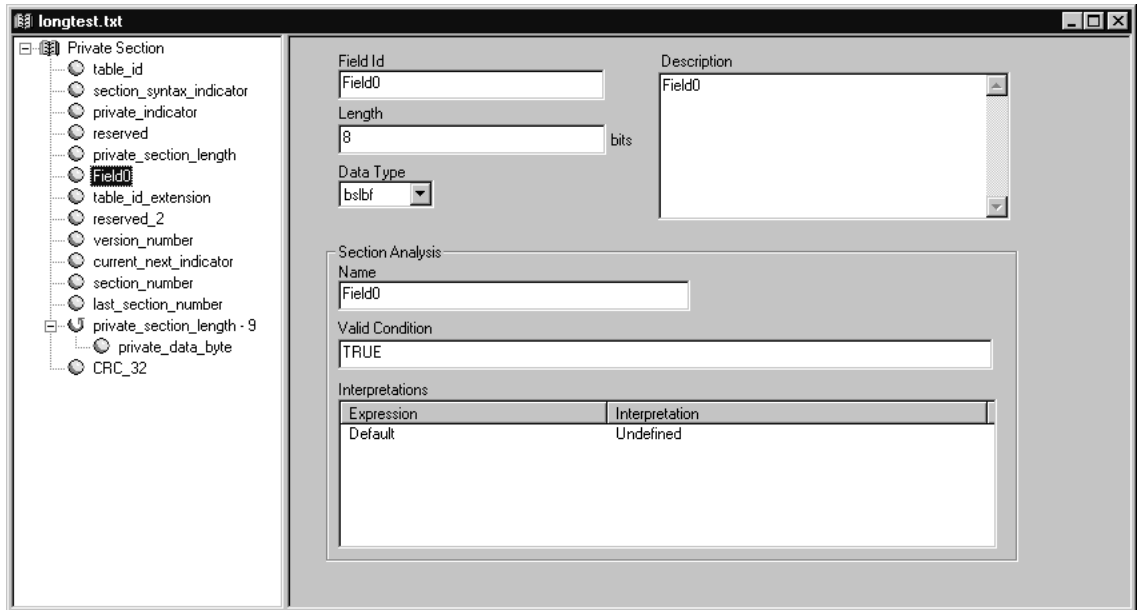 longtest.txt
Private Section
table_id
section_syntax_indicator
private_indicator
reserved
private_section_length
Field0
table_id_extension
reserved_2
version_number
current_next_indicator
section_number
last_section_number
private_section_length - 9
private_data_byte
CRC_32
Field Id
Field0
Length
8 bits
Data Type
bslbf
Description
Field0
Section Analysis
Name
Field0
Valid Condition
TRUE
Interpretations
Expression Interpretation
Default Undefined